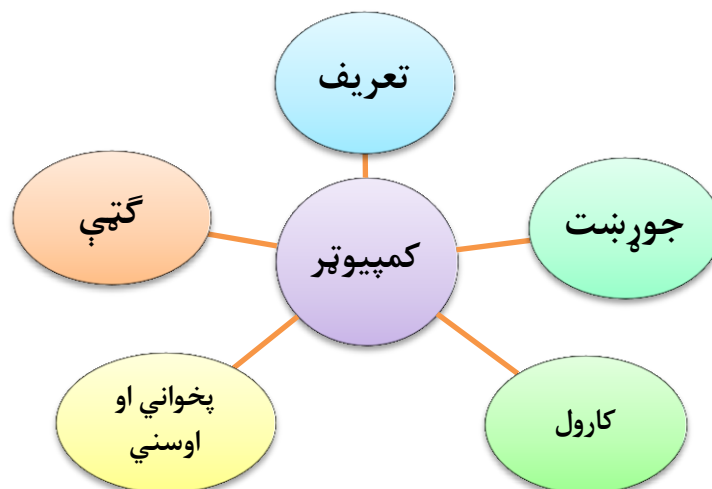 تعریف
جوړښت
ګټې
کمپیوټر
پخواني او
اوسني
کارول